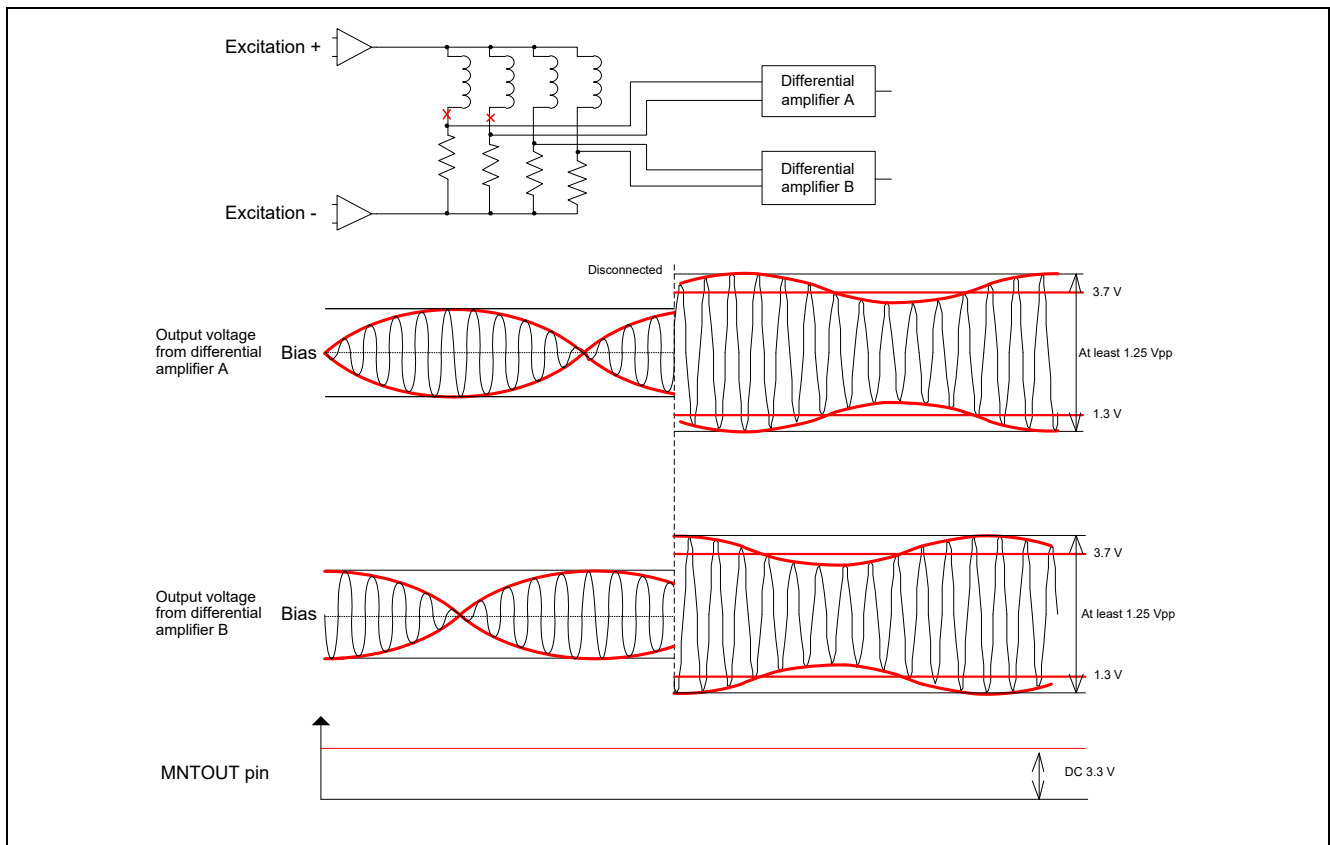 Excitation +
Differential
amplifier A
Differential
amplifier B
Excitation -
Disconnected
3.7 V
Output voltage
from differential
amplifier A
Bias
At least 1.25 Vpp
1.3 V
3.7 V
Output voltage
from differential
amplifier B
Bias
At least 1.25 Vpp
1.3 V
MNTOUT pin
DC 3.3 V